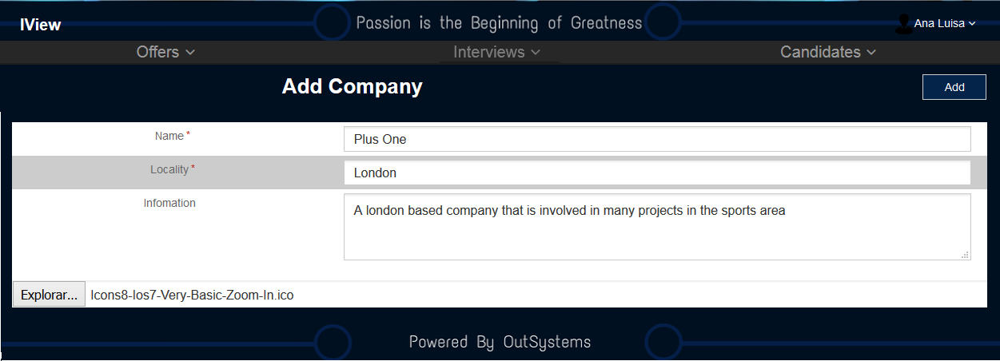 IView
Passion is the Beginning of Greatness
Ana Luisa
Offers Interviews Candidates
Add Company
Add
Name *
Plus One
Locality *
London
Infomation
A london based company that is involved in many projects in the sports area
Explorar... Icons8-Ios7-Very-Basic-Zoom-In.ico
Powered By OutSystems